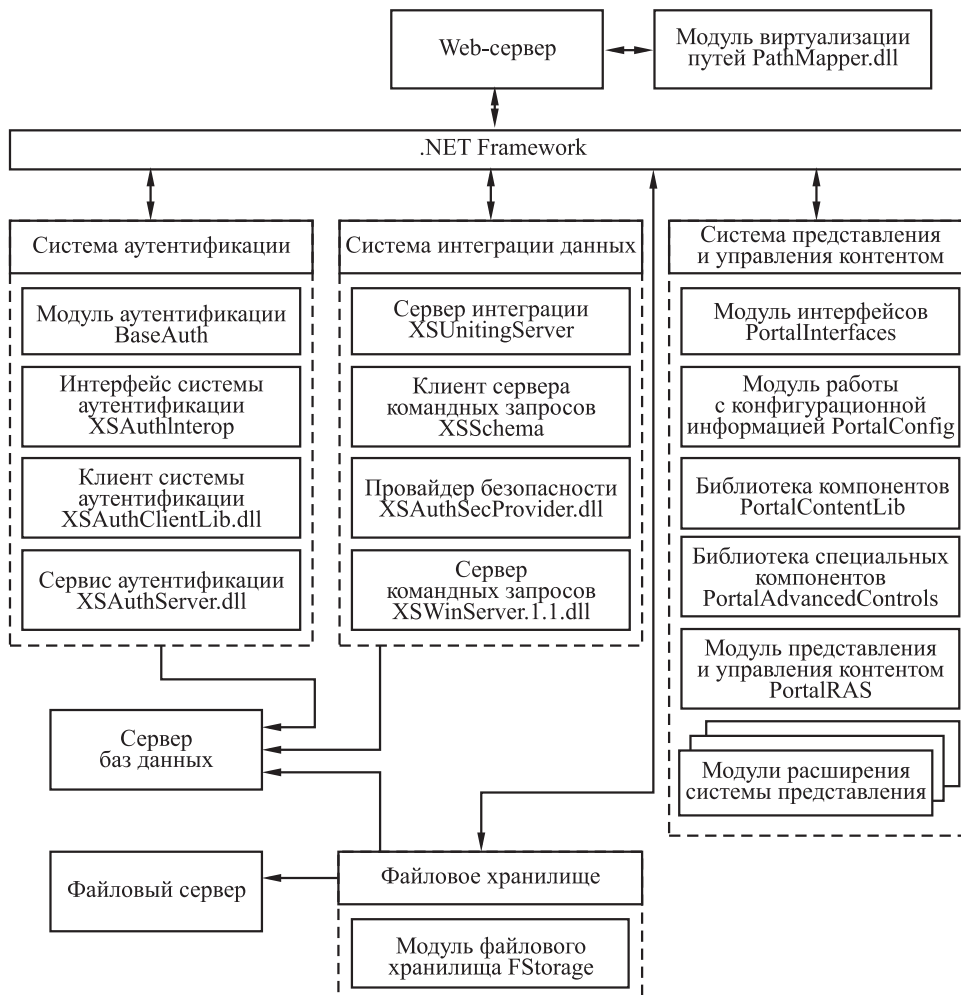 Web-сервер
Модуль виртуализации
путей PathMapper.dll
.NET Framework
Система аутентификации
Модуль аутентификации
BaseAuth
Интерфейс системы
аутентификации
XSAuthInterop
Клиент системы
аутентификации
XSAuthClientLib.dll
Сервис аутентификации
XSAuthServer.dll
Система интеграции данных
Сервер интеграции
XSUnitingServer
Клиент сервера
командных запросов
XSSchema
Провайдер безопасности
XSAuthSecProvider.dll
Сервер
командных запросов
XSWinServer.1.1.dll
Система представления
и управления контентом
Модуль интерфейсов
PortalInterfaces
Модуль работы
с конфигурационной
информацией PortalConfig
Библиотека компонентов
PortalContentLib
Библиотека специальных
компонентов
PortalAdvancedControls
Модуль представления
и управления контентом
PortalRAS
Модули расширения
системы представления
Сервер
баз данных
Файловый сервер
Файловое хранилище
Модуль файлового
хранилища FStorage